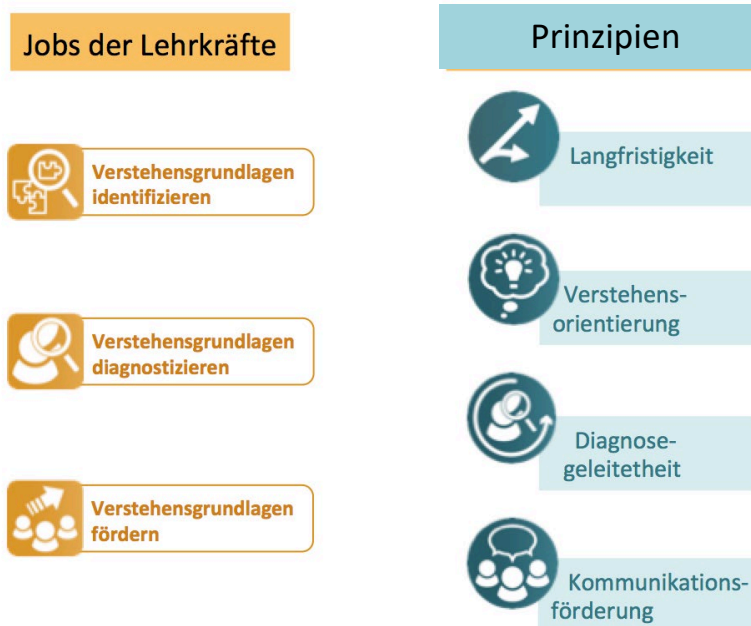 Jobs der Lehrkräfte
Verstehensgrundlagen
identifizieren
Verstehensgrundlagen
diagnostizieren
Verstehensgrundlagen
fördern
Prinzipien
Langfristigkeit
Verstehens-
orientierung
Diagnose-
geleitetheit
Kommunikations-
förderung